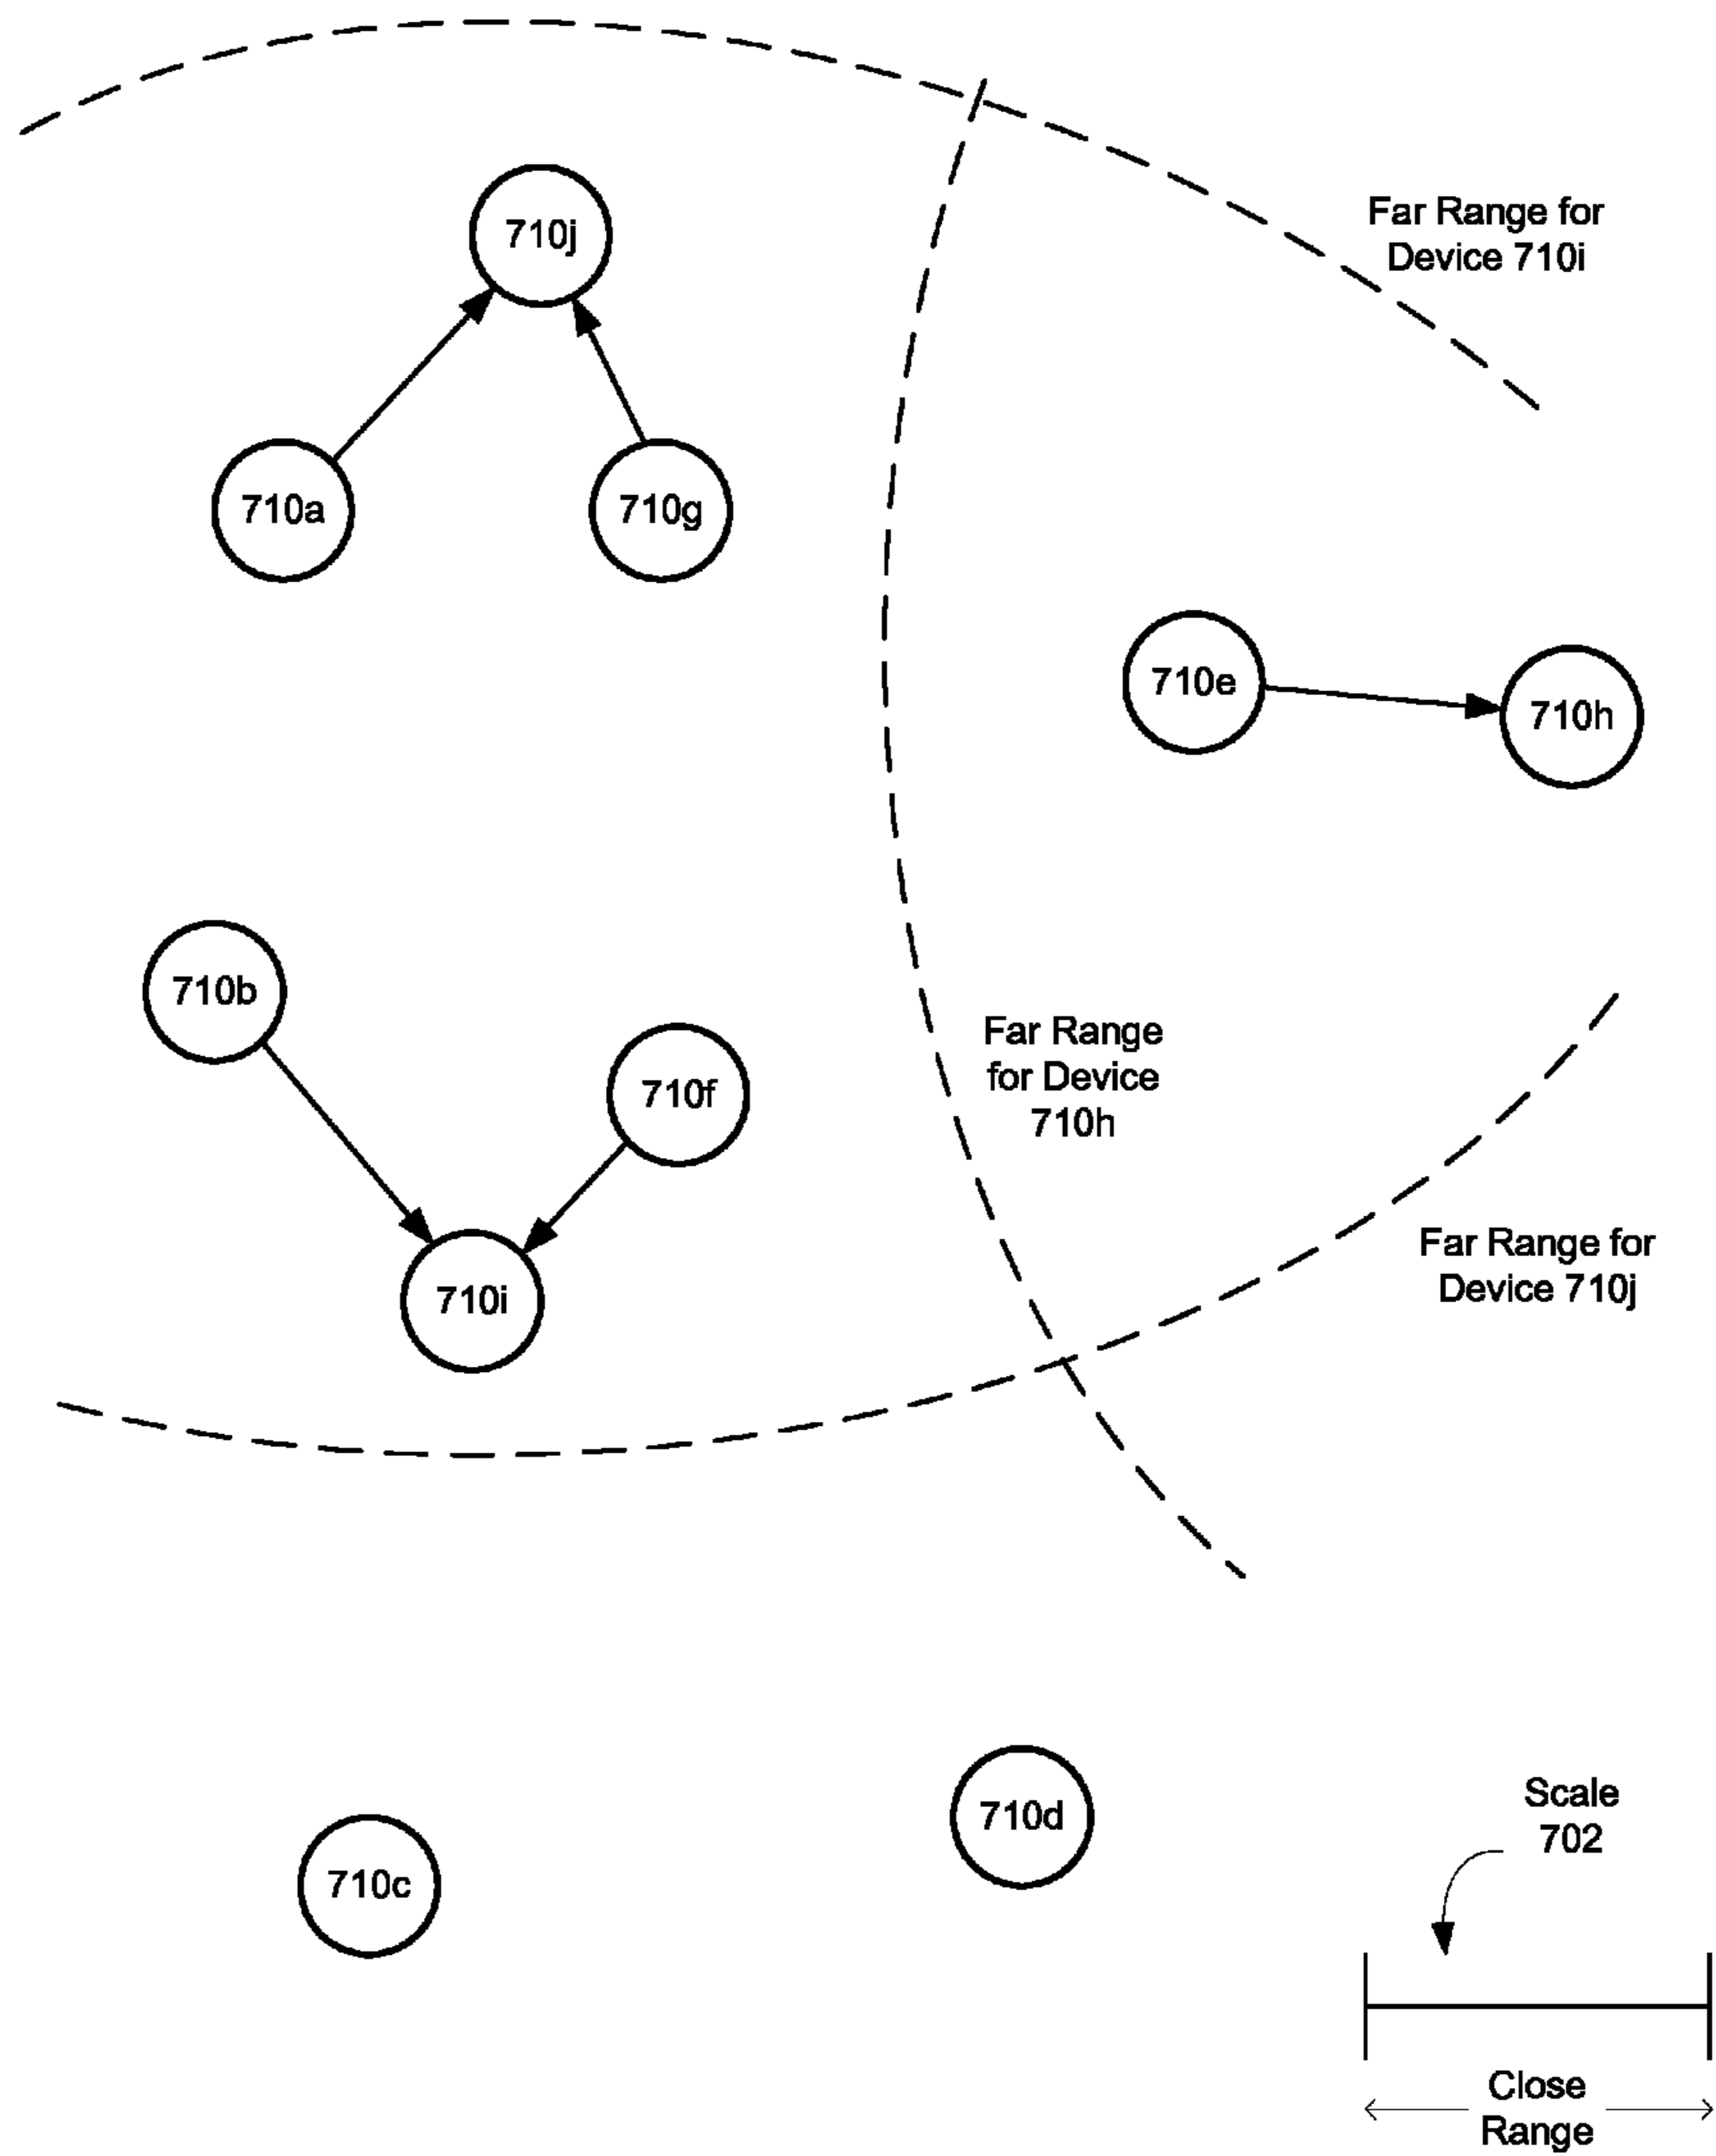 710j
Far Range for
Device 710i
710a
710g
710e
710h
710b
Far Range
for Device
710h
710f
Far Range for
Device 710j
710i
Scale
702
710d
710c
Close
Range